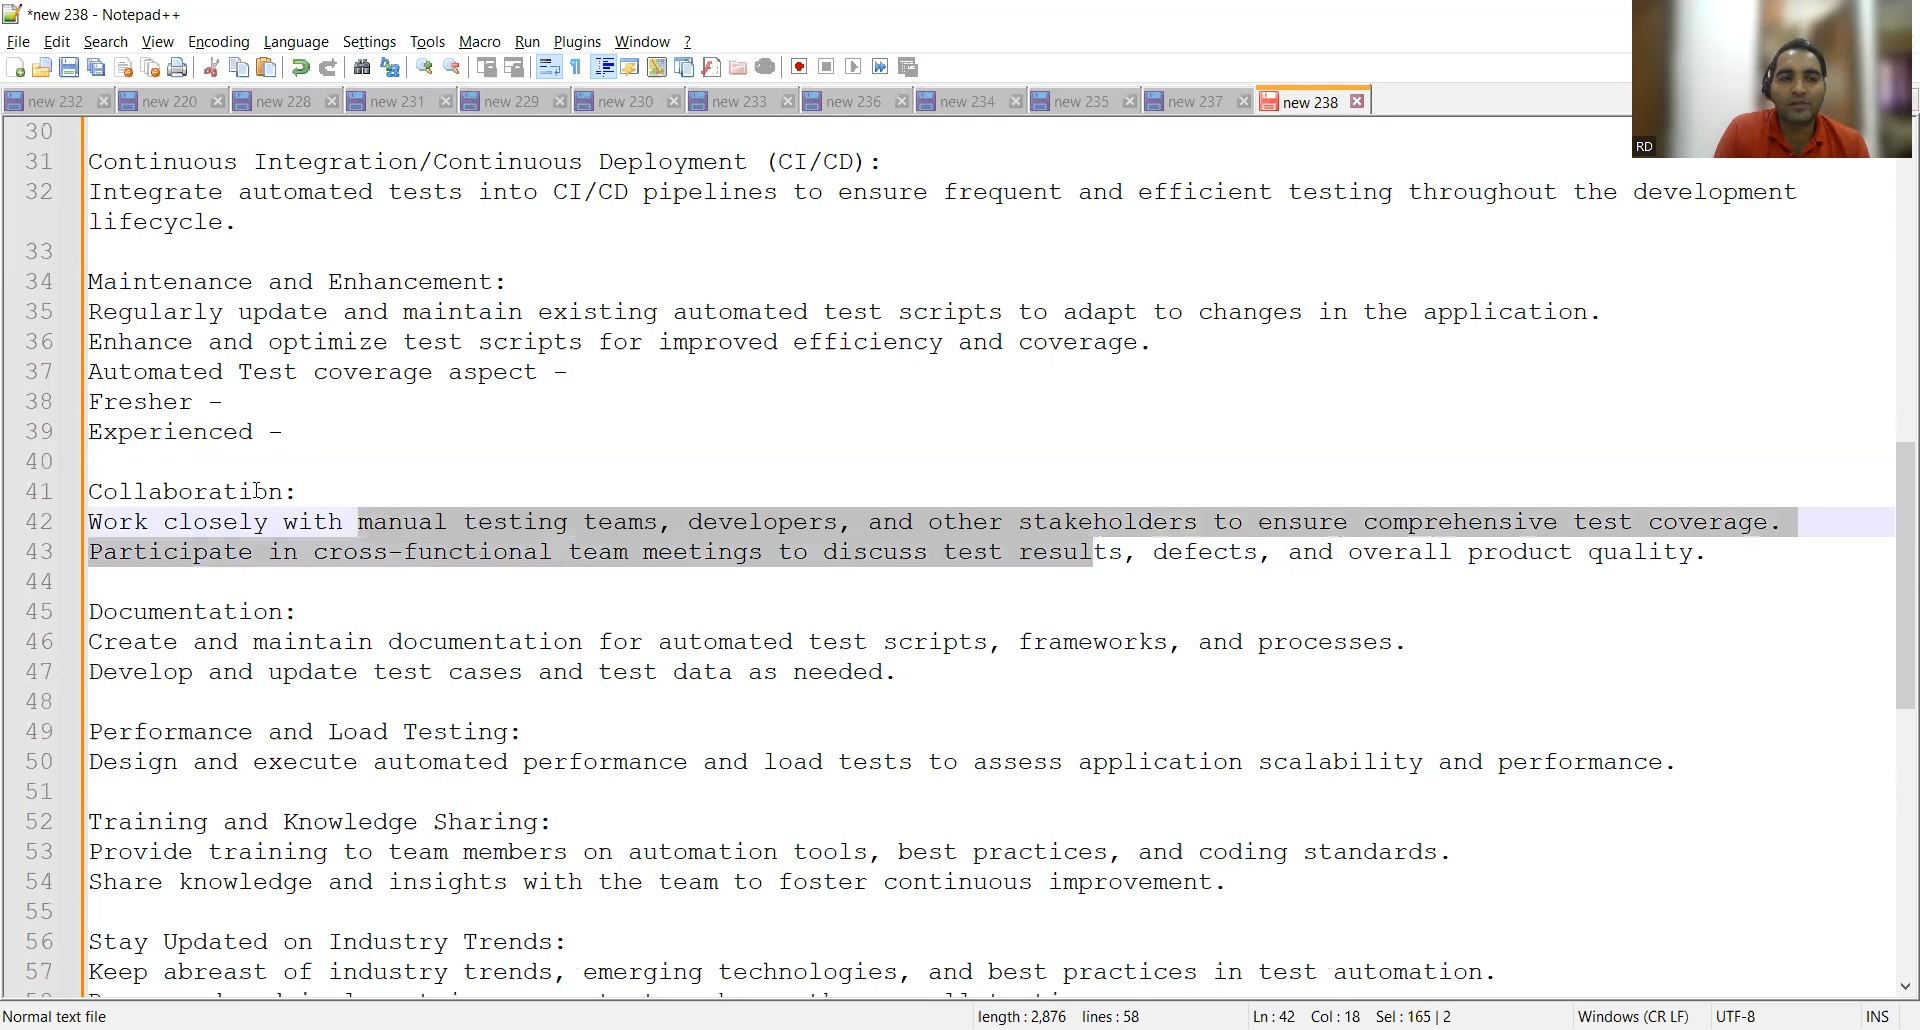 *new 238 - Notepad++
File Edit Search View Encoding Language Settings Tools Macro Run Plugins Window ?
new 232 new 220 new 228 new 231 new 229 new 230 new 233 new 236 new 234 new 235 new 237 new 238
RD
30
31 Continuous Integration/Continuous Deployment (CI/CD):
32 Integrate automated tests into CI/CD pipelines to ensure frequent and efficient testing throughout the development
lifecycle.
33
34 Maintenance and Enhancement:
35 Regularly update and maintain existing automated test scripts to adapt to changes in the application.
36 Enhance and optimize test scripts for improved efficiency and coverage.
37 Automated Test coverage aspect -
38 Fresher -
39 Experienced -
40
41 Collaboration:
42 Work closely with manual testing teams, developers, and other stakeholders to ensure comprehensive test coverage.
43 Participate in cross-functional team meetings to discuss test results, defects, and overall product quality.
44
45 Documentation:
46 Create and maintain documentation for automated test scripts, frameworks, and processes.
47 Develop and update test cases and test data as needed.
48
49 Performance and Load Testing:
50 Design and execute automated performance and load tests to assess application scalability and performance.
51
52 Training and Knowledge Sharing:
53 Provide training to team members on automation tools, best practices, and coding standards.
54 Share knowledge and insights with the team to foster continuous improvement.
55
56 Stay Updated on Industry Trends:
57 Keep abreast of industry trends, emerging technologies, and best practices in test automation.
Normal text file length : 2,876 lines : 58 Ln : 42 Col : 18 Sel : 165 | 2 Windows (CR LF) UTF-8 INS